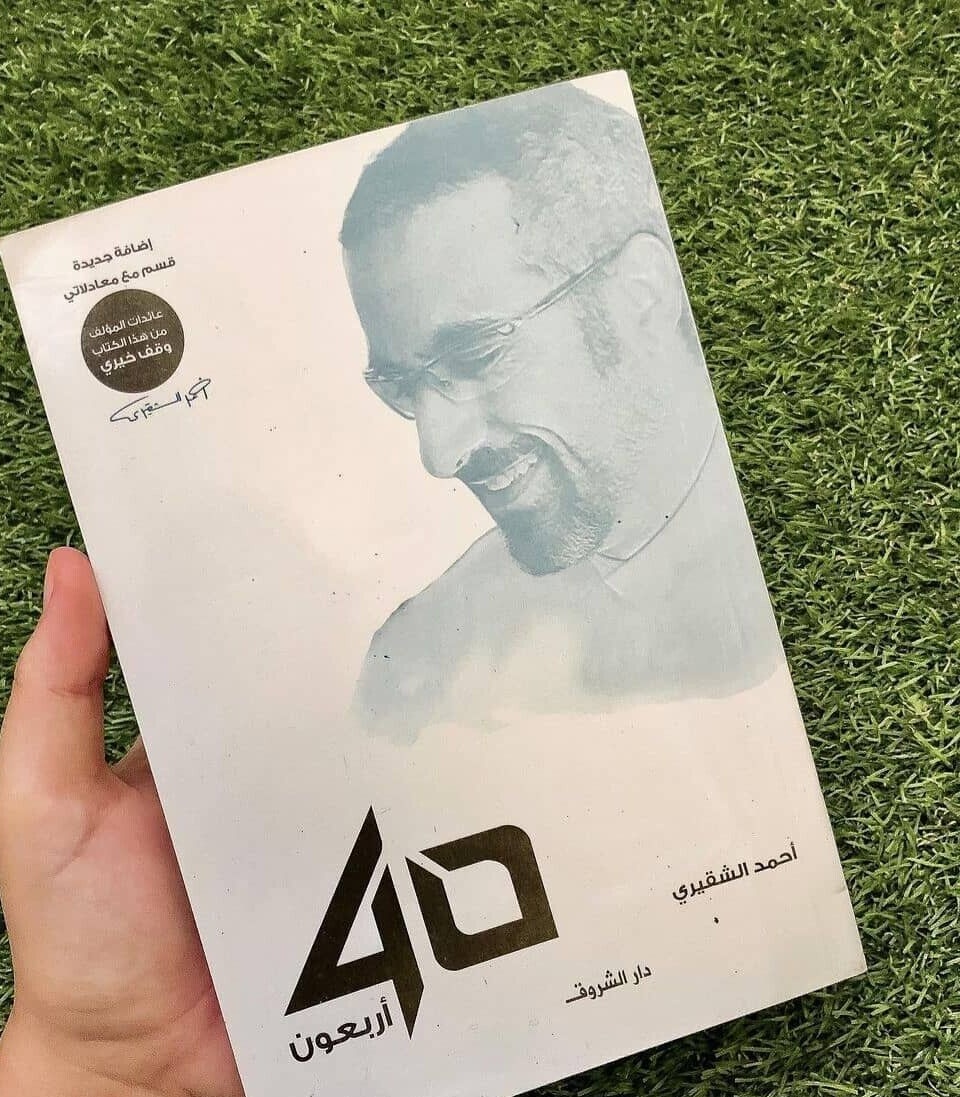 إضافة جديدة
قسم مع معادلاتي
عائدات المؤلف
من هذا الكتاب
وقف خيري
أحمد الشقيري
40
أربعون
أحمد الشقيري
دار الشروق